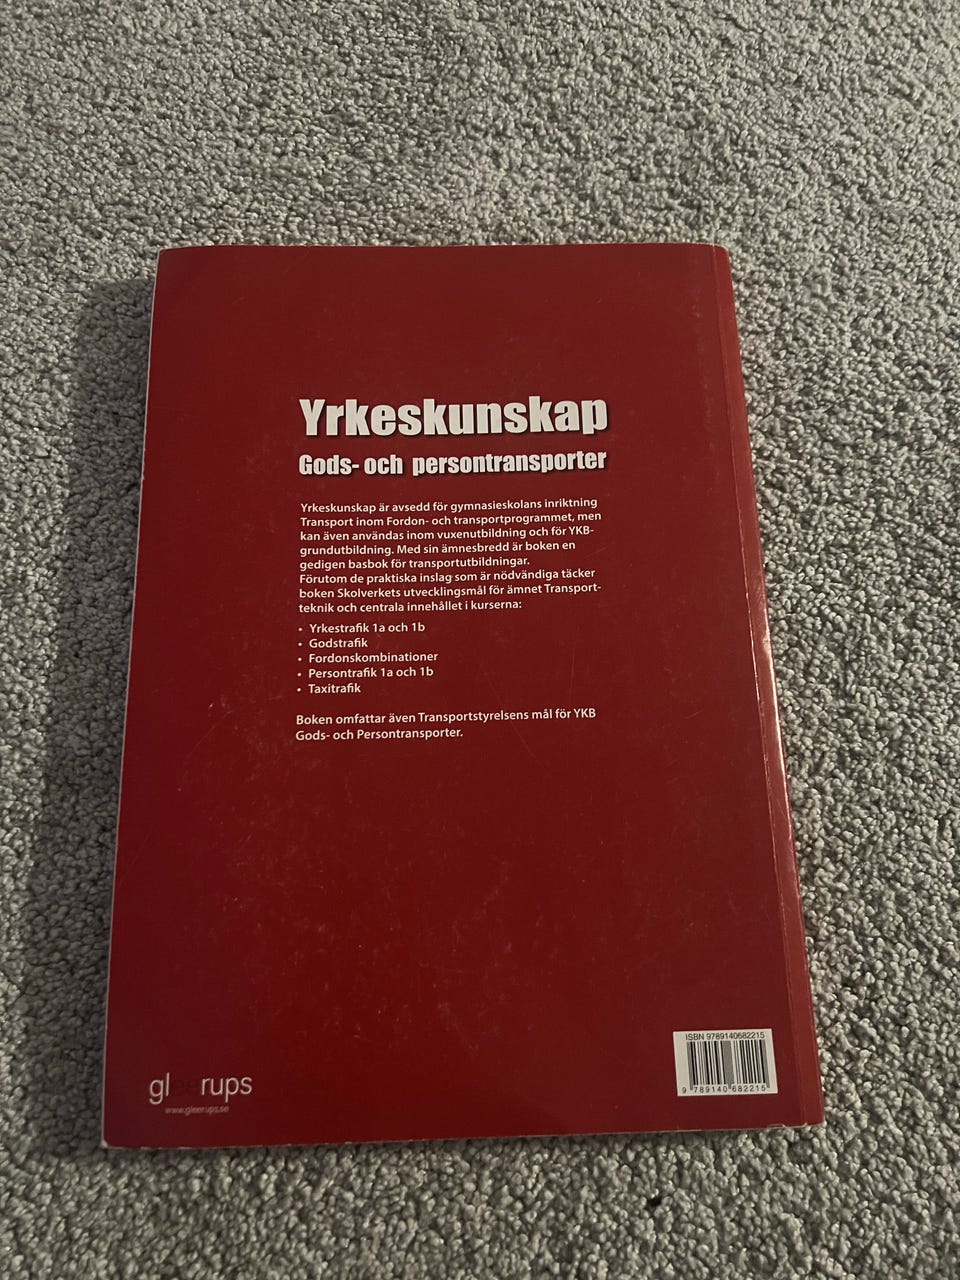 Yrkeskunskap
Gods- och persontransporter
Yrkeskunskap är avsedd för gymnasieskolans inriktning
Transport inom Fordon- och transportprogrammet, men
kan även användas inom vuxenutbildning och för YKB-
grundutbildning. Med sin ämnesbredd är boken en
gedigen basbok för transportutbildningar.
Förutom de praktiska inslag som är nödvändiga täcker
boken Skolverkets utvecklingsmål för ämnet Transport-
teknik och centrala innehållet i kurserna:
• Yrkestrafik 1a och 1b
• Godstrafik
• Fordonskombinationer
• Persontrafik 1a och 1b
• Taxitrafik
Boken omfattar även Transportstyrelsens mål för YKB
Gods- och Persontransporter.
ISBN 9789140682215
9 789140 682215
gleerups
www.gleerups.se